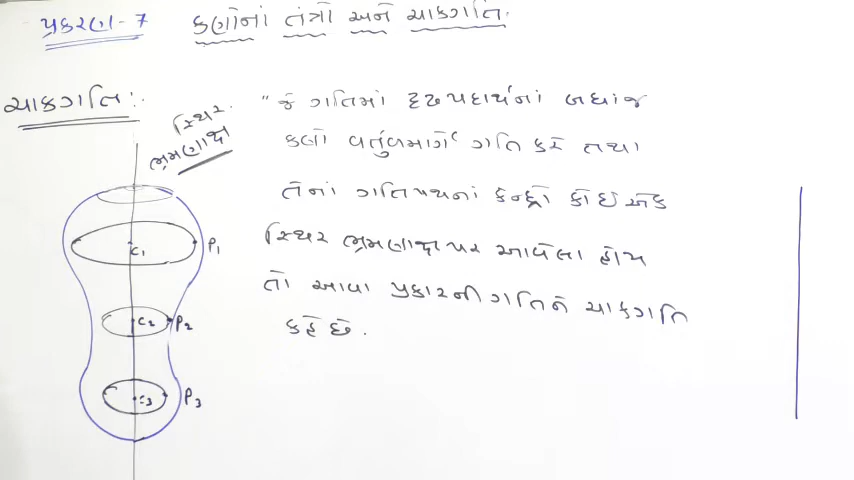 પ્રકરણ-7 કણોનાં તંત્રો અને ચાકગતિ.
ચાકગતિ:-
સ્થિર
ભ્રમણાક્ષ
"જે ગતિમાં દૃઢ પદાર્થનાં બધાંજ
કણો વર્તુળમાર્ગે ગતિ કરે તથા
તેનાં ગતિપથનાં કેન્દ્રો કોઇ એક
સ્થિર ભ્રમણાક્ષ પર આવેલા હોય
તો આવા પ્રકારની ગતિને ચાકગતિ
કહે છે.
C1 P1
C2 P2
C3 P3